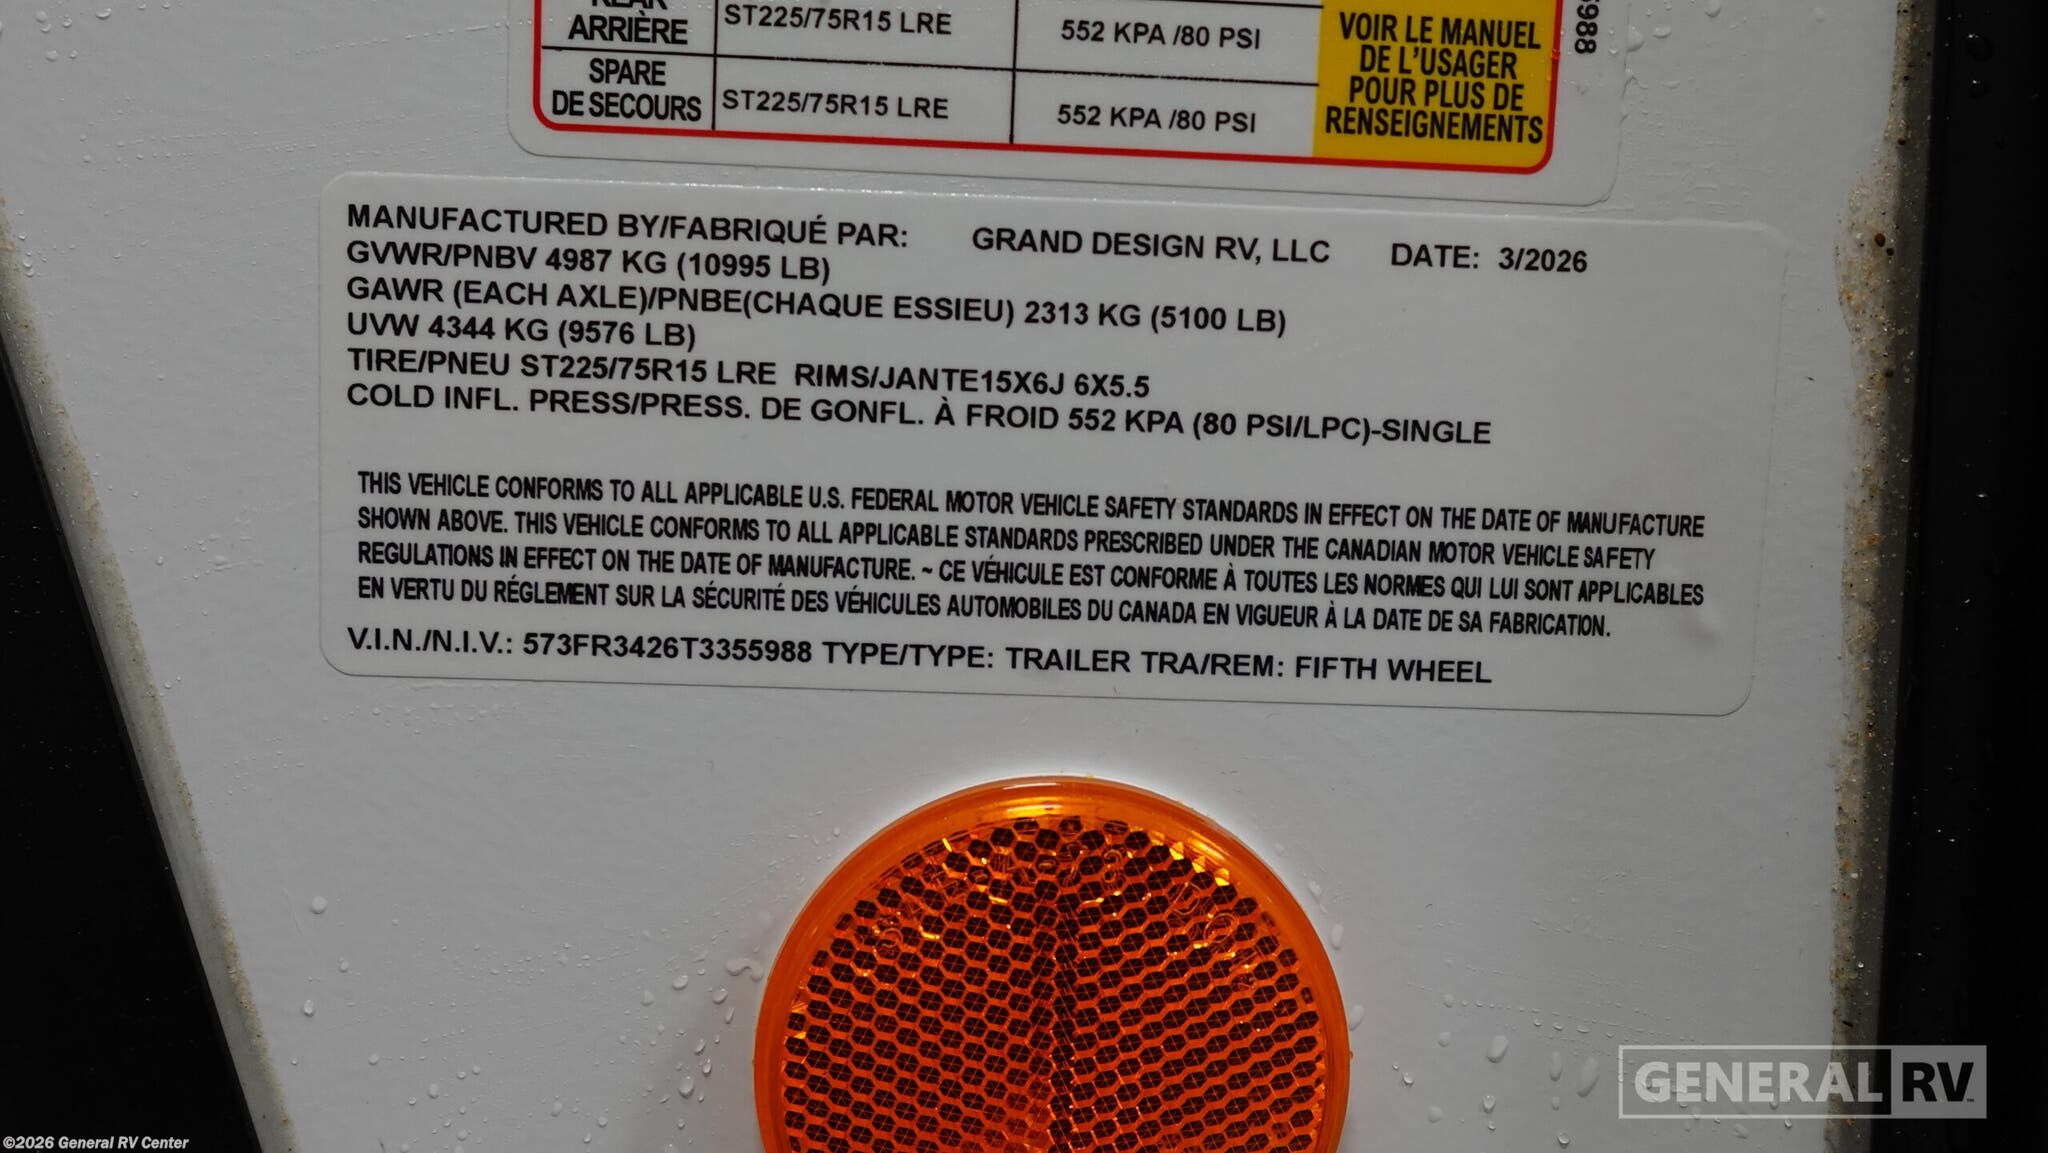 REAR
ARRIÈRE
ST225/75R15 LRE
552 KPA /80 PSI
SPARE
DE SECOURS
ST225/75R15 LRE
552 KPA /80 PSI
VOIR LE MANUEL
DE L'USAGER
POUR PLUS DE
RENSEIGNEMENTS
MANUFACTURED BY/FABRIQUÉ PAR: GRAND DESIGN RV, LLC DATE: 3/2026
GVWR/PNBV 4987 KG (10995 LB)
GAWR (EACH AXLE)/PNBE(CHAQUE ESSIEU) 2313 KG (5100 LB)
UVW 4344 KG (9576 LB)
TIRE/PNEU ST225/75R15 LRE RIMS/JANTE15X6J 6X5.5
COLD INFL. PRESS/PRESS. DE GONFL. À FROID 552 KPA (80 PSI/LPC)-SINGLE
THIS VEHICLE CONFORMS TO ALL APPLICABLE U.S. FEDERAL MOTOR VEHICLE SAFETY STANDARDS IN EFFECT ON THE DATE OF MANUFACTURE
SHOWN ABOVE. THIS VEHICLE CONFORMS TO ALL APPLICABLE STANDARDS PRESCRIBED UNDER THE CANADIAN MOTOR VEHICLE SAFETY
REGULATIONS IN EFFECT ON THE DATE OF MANUFACTURE. ~ CE VÉHICULE EST CONFORME À TOUTES LES NORMES QUI LUI SONT APPLICABLES
EN VERTU DU RÉGLEMENT SUR LA SÉCURITÉ DES VÉHICULES AUTOMOBILES DU CANADA EN VIGUEUR À LA DATE DE SA FABRICATION.
V.I.N./N.I.V.: 573FR3426T3355988 TYPE/TYPE: TRAILER TRA/REM: FIFTH WHEEL
GENERAL RV
©2026 General RV Center